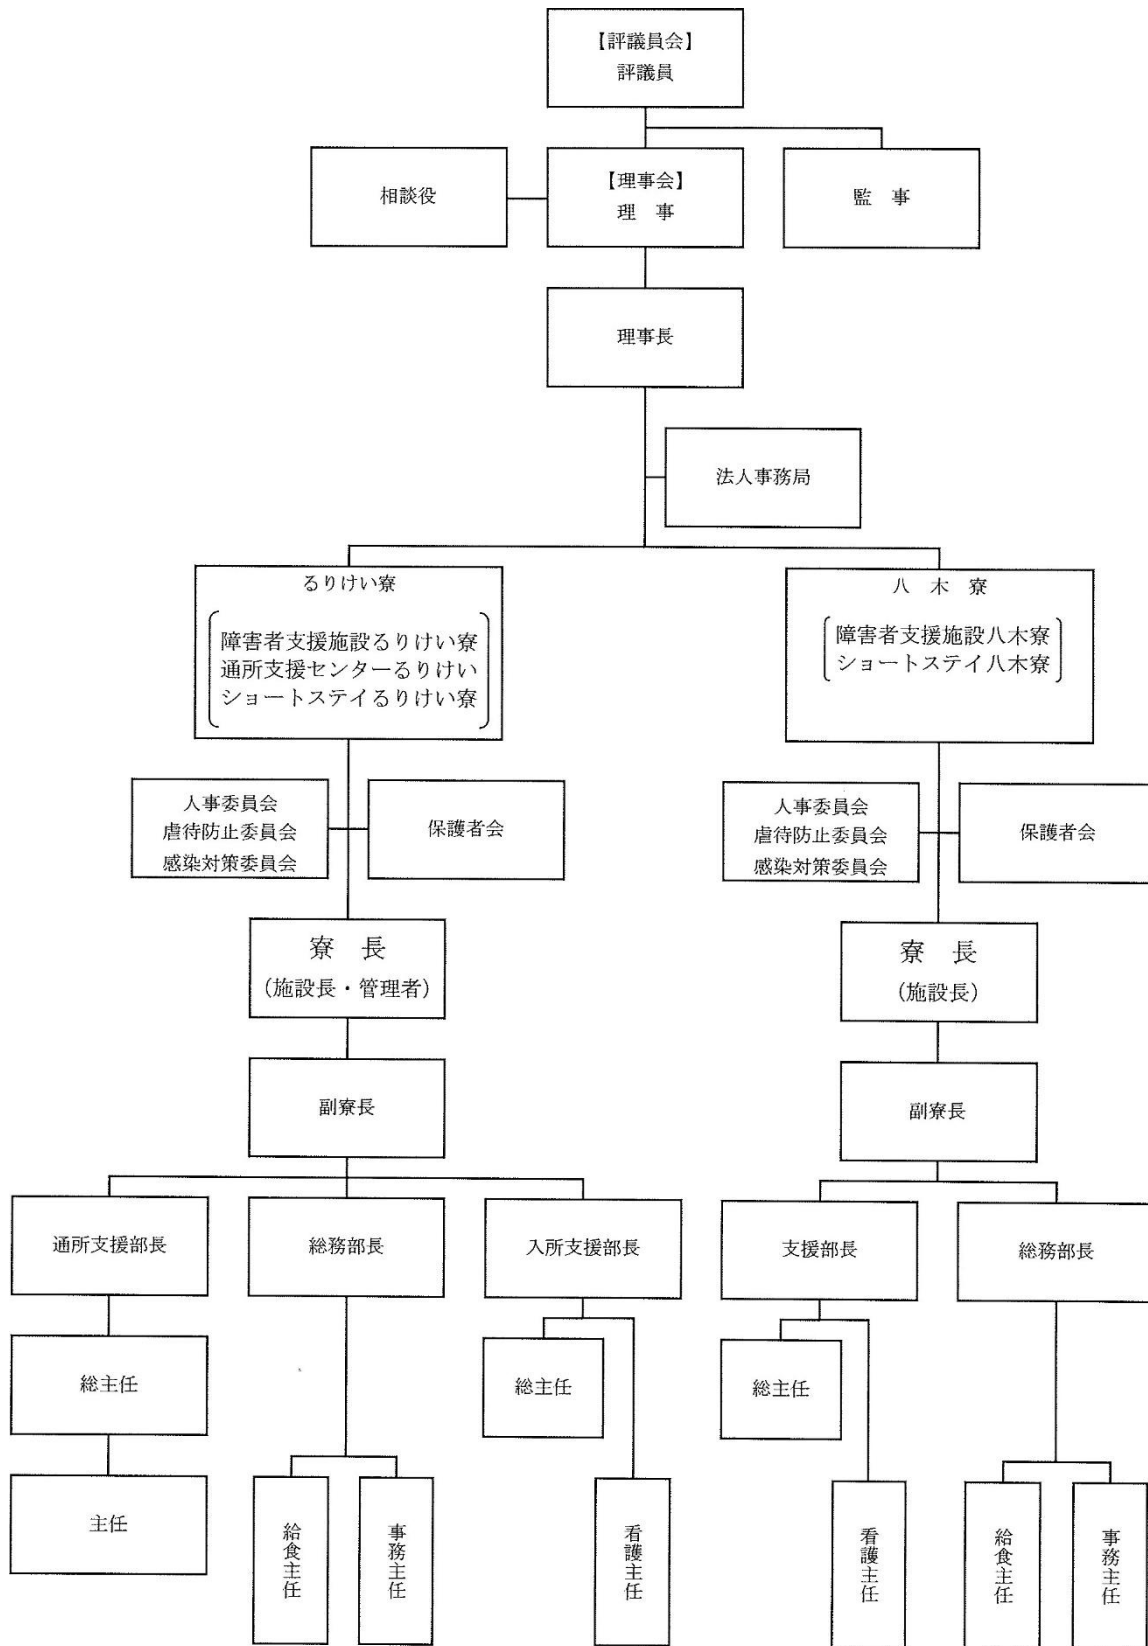 【評議員会】
評議員
相談役
【理事会】
理　事
監　事
理事長
法人事務局
るりけい寮
障害者支援施設るりけい寮
通所支援センターるりけい
ショートステイるりけい寮
八　木　寮
障害者支援施設八木寮
ショートステイ八木寮
人事委員会
虐待防止委員会
感染対策委員会
保護者会
人事委員会
虐待防止委員会
感染対策委員会
保護者会
寮　長
（施設長・管理者）
寮　長
（施設長）
副寮長
副寮長
通所支援部長
総務部長
入所支援部長
支援部長
総務部長
総主任
総主任
総主任
主任
給食主任
事務主任
看護主任
看護主任
給食主任
事務主任